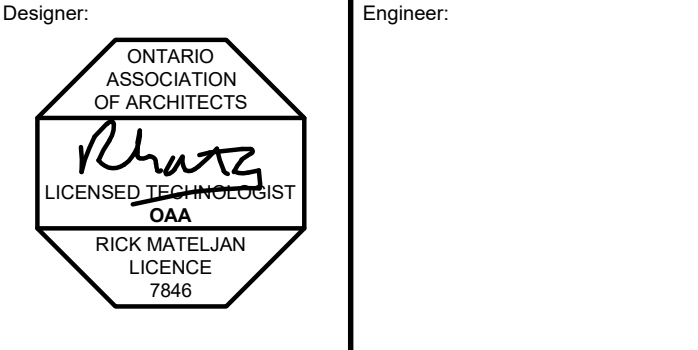 Designer:
Engineer:
ONTARIO
ASSOCIATION
OF ARCHITECTS
LICENSED TECHNOLOGIST
OAA
RICK MATELJAN
LICENCE
7846